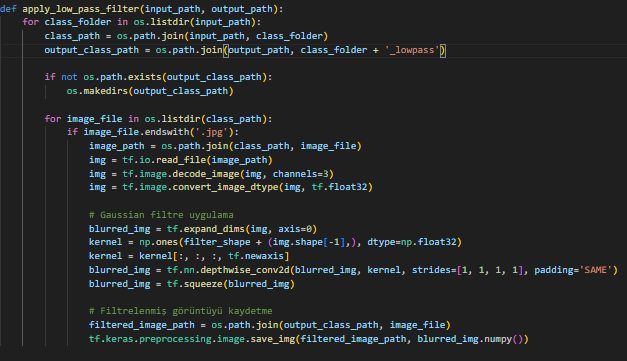 def apply_low_pass_filter(input_path, output_path):
    for class_folder in os.listdir(input_path):
        class_path = os.path.join(input_path, class_folder)
        output_class_path = os.path.join(output_path, class_folder + '_lowpass')

        if not os.path.exists(output_class_path):
            os.makedirs(output_class_path)

        for image_file in os.listdir(class_path):
            if image_file.endswith('.jpg'):
                image_path = os.path.join(class_path, image_file)
                img = tf.io.read_file(image_path)
                img = tf.image.decode_image(img, channels=3)
                img = tf.image.convert_image_dtype(img, tf.float32)

                # Gaussian filtre uygulama
                blurred_img = tf.expand_dims(img, axis=0)
                kernel = np.ones(filter_shape + (img.shape[-1],), dtype=np.float32)
                kernel = kernel[:, :, :, tf.newaxis]
                blurred_img = tf.nn.depthwise_conv2d(blurred_img, kernel, strides=[1, 1, 1, 1], padding='SAME')
                blurred_img = tf.squeeze(blurred_img)

                # Filtrelenmiş görüntüyü kaydetme
                filtered_image_path = os.path.join(output_class_path, image_file)
                tf.keras.preprocessing.image.save_img(filtered_image_path, blurred_img.numpy())